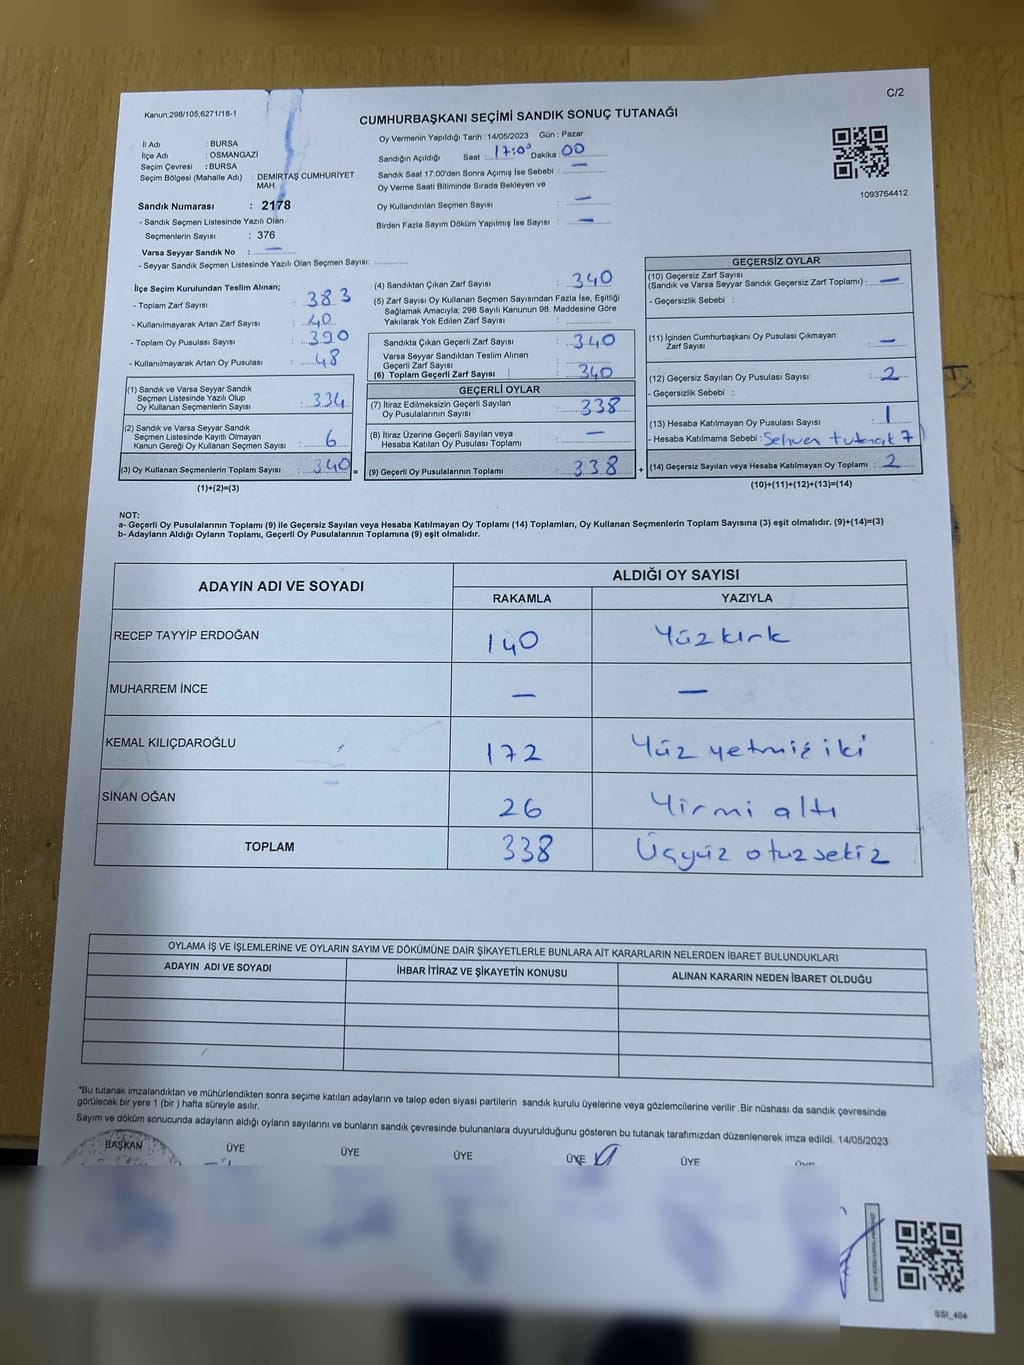 C/2
Kanun;298/105;6271/18-1
CUMHURBAŞKANI SEÇİMİ SANDIK SONUÇ TUTANAĞI
1093764412
İl Adı : BURSA
İlçe Adı : OSMANGAZİ
Seçim Çevresi : BURSA
Seçim Bölgesi (Mahalle Adı) : DEMİRTAŞ CUMHURİYET MAH.
Sandık Numarası : 2178
- Sandık Seçmen Listesinde Yazılı Olan
Seçmenlerin Sayısı : 376
Varsa Seyyar Sandık No : —
- Seyyar Sandık Seçmen Listesinde Yazılı Olan Seçmen Sayısı:
Oy Vermenin Yapıldığı Tarih : 14/05/2023 Gün : Pazar
Sandığın Açıldığı Saat : 17:00 Dakika : 00
Sandık Saat 17:00'den Sonra Açımış İse Sebebi : —
Oy Verme Saati Bitiminde Sırada Bekleyen ve
Oy Kullandırılan Seçmen Sayısı : —
Birden Fazla Sayım Döküm Yapılmış İse Sayısı : —
İlçe Seçim Kurulundan Teslim Alınan;
- Toplam Zarf Sayısı : 383
- Kullanılmayarak Artan Zarf Sayısı : 40
- Toplam Oy Pusulası Sayısı : 390
- Kullanılmayarak Artan Oy Pusulası : 48
(1) Sandık ve Varsa Seyyar Sandık
Seçmen Listesinde Yazılı Olup
Oy Kullanan Seçmenlerin Sayısı : 334
(2) Sandık ve Varsa Seyyar Sandık
Seçmen Listesinde Kayıtlı Olmayan
Kanun Gereği Oy Kullanan Seçmen Sayısı : 6
(3) Oy Kullanan Seçmenlerin Toplam Sayısı : 340 =
(1)+(2)=(3)
(4) Sandıktan Çıkan Zarf Sayısı : 340
(5) Zarf Sayısı Oy Kullanan Seçmen Sayısından Fazla İse, Eşitliği
Sağlamak Amacıyla; 298 Sayılı Kanunun 98. Maddesine Göre
Yakılarak Yok Edilen Zarf Sayısı :
Sandıkta Çıkan Geçerli Zarf Sayısı : 340
Varsa Seyyar Sandıktan Teslim Alınan
Geçerli Zarf Sayısı :
(6) Toplam Geçerli Zarf Sayısı : 340
GEÇERLİ OYLAR
(7) İtiraz Edilmeksizin Geçerli Sayılan
Oy Pusulalarının Sayısı : 338
(8) İtiraz Üzerine Geçerli Sayılan veya
Hesaba Katılan Oy Pusulası Toplamı : —
(9) Geçerli Oy Pusulalarının Toplamı : 338 +
GEÇERSİZ OYLAR
(10) Geçersiz Zarf Sayısı
(Sandık ve Varsa Seyyar Sandık Geçersiz Zarf Toplamı) : —
- Geçersizlik Sebebi :
(11) İçinden Cumhurbaşkanı Oy Pusulası Çıkmayan
Zarf Sayısı : —
(12) Geçersiz Sayılan Oy Pusulası Sayısı : 2
- Geçersizlik Sebebi :
(13) Hesaba Katılmayan Oy Pusulası Sayısı : 1
- Hesaba Katılmama Sebebi : Sehven tutanak 7
(14) Geçersiz Sayılan veya Hesaba Katılmayan Oy Toplamı : 2
(10)+(11)+(12)+(13)=(14)
NOT:
a- Geçerli Oy Pusulalarının Toplamı (9) ile Geçersiz Sayılan veya Hesaba Katılmayan Oy Toplamı (14) Toplamları, Oy Kullanan Seçmenlerin Toplam Sayısına (3) eşit olmalıdır. (9)+(14)=(3)
b- Adayların Aldığı Oyların Toplamı, Geçerli Oy Pusulalarının Toplamına (9) eşit olmalıdır.
ADAYIN ADI VE SOYADI ALDIĞI OY SAYISI
RAKAMLA YAZIYLA
RECEP TAYYİP ERDOĞAN 140 Yüzkırk
MUHARREM İNCE — —
KEMAL KILIÇDAROĞLU 172 Yüz yetmiş iki
SİNAN OĞAN 26 Yirmi altı
TOPLAM 338 Üçyüz otuzsekiz
OYLAMA İŞ VE İŞLEMLERİNE VE OYLARIN SAYIM VE DÖKÜMÜNE DAİR ŞİKAYETLERLE BUNLARA AİT KARARLARIN NELERDEN İBARET BULUNDUKLARI
ADAYIN ADI VE SOYADI İHBAR İTİRAZ VE ŞİKAYETİN KONUSU ALINAN KARARIN NEDEN İBARET OLDUĞU
*Bu tutanak imzalandıktan ve mühürlendikten sonra seçime katılan adayların ve talep eden siyasi partilerin sandık kurulu üyelerine veya gözlemcilerine verilir .Bir nüshası da sandık çevresinde
görülecek bir yere 1 (bir ) hafta süreyle asılır.
Sayım ve döküm sonucunda adayların aldığı oyların sayılarını ve bunların sandık çevresinde bulunanlara duyurulduğunu gösteren bu tutanak tarafımızdan düzenlenerek imza edildi. 14/05/2023
BAŞKAN ÜYE ÜYE ÜYE ÜYE ÜYE
SSI_404